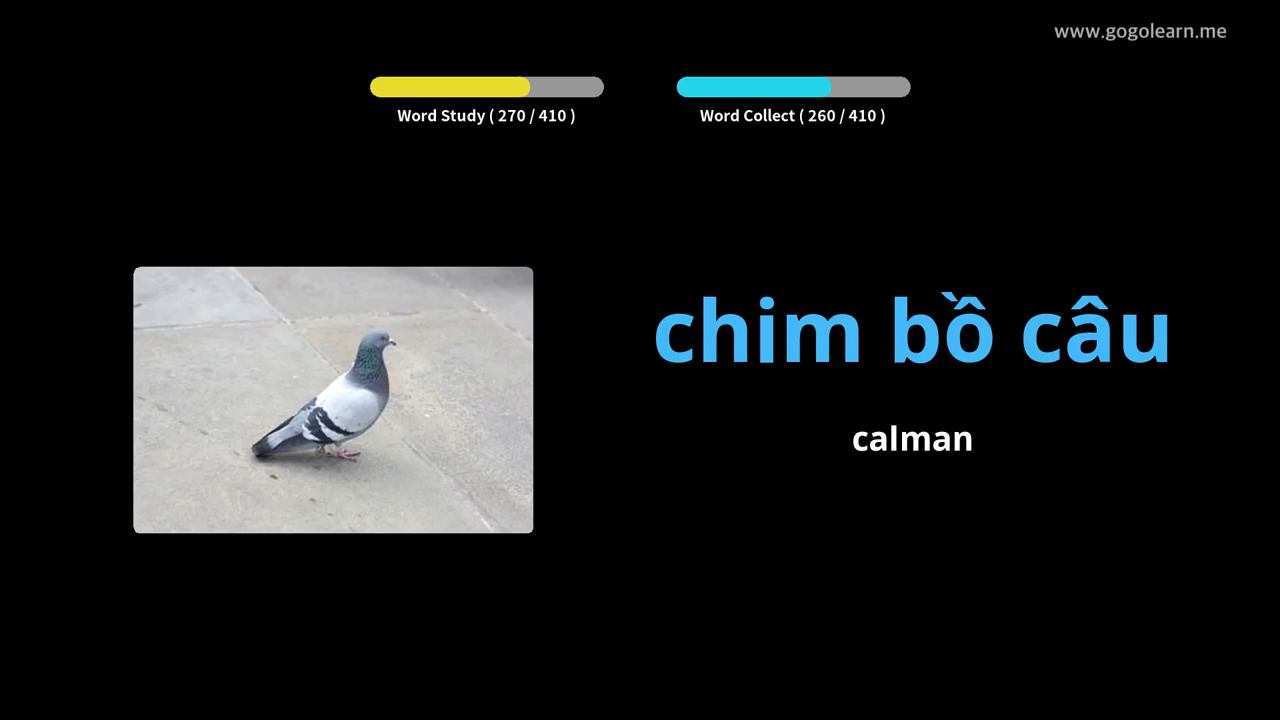 www.gogolearn.me
Word Study ( 270 / 410 )
Word Collect ( 260 / 410 )
chim bồ câu
calman